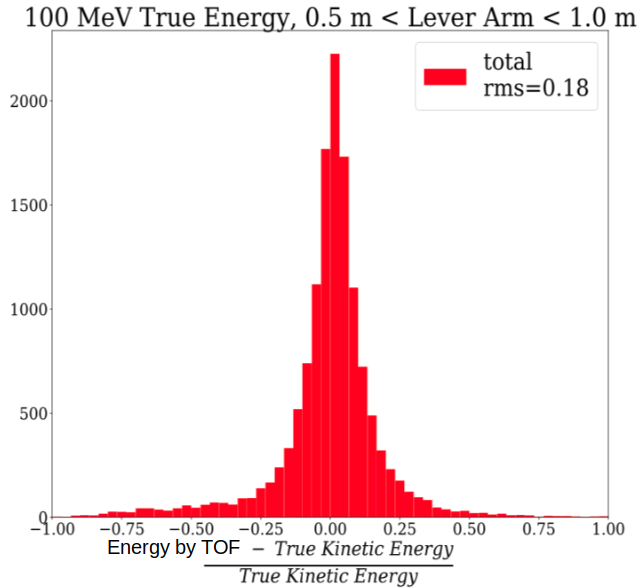 100 MeV True Energy, 0.5 m < Lever Arm < 1.0 m
total
rms=0.18
2000
1500
1000
500
0
−1.00 −0.75 −0.50 −0.25 0.00 0.25 0.50 0.75 1.00
Energy by TOF − True Kinetic Energy
True Kinetic Energy